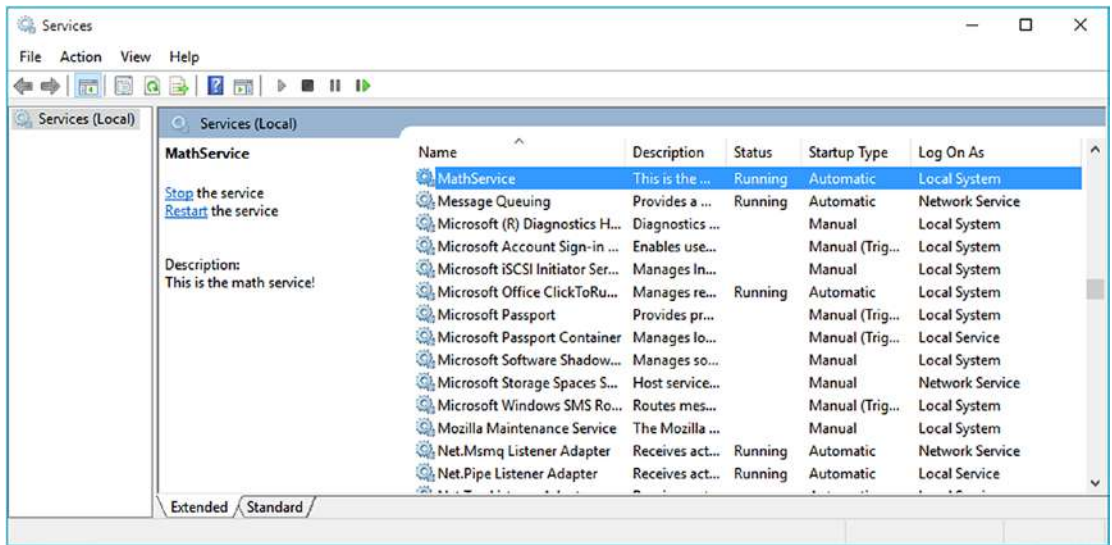 Services
File Action View Help
Services (Local)
Services (Local)
MathService
Stop the service
Restart the service
Description:
This is the math service!
Name Description Status Startup Type Log On As
MathService This is the ... Running Automatic Local System
Message Queuing Provides a ... Running Automatic Network Service
Microsoft (R) Diagnostics H... Diagnostics ... Manual Local System
Microsoft Account Sign-in ... Enables use... Manual (Trig... Local System
Microsoft iSCSI Initiator Ser... Manages In... Manual Local System
Microsoft Office ClickToRu... Manages re... Running Automatic Local System
Microsoft Passport Provides pr... Manual (Trig... Local System
Microsoft Passport Container Manages lo... Manual (Trig... Local Service
Microsoft Software Shadow... Manages so... Manual Local System
Microsoft Storage Spaces S... Host service... Manual Network Service
Microsoft Windows SMS Ro... Routes mes... Manual (Trig... Local System
Mozilla Maintenance Service The Mozilla ... Manual Local System
Net.Msmq Listener Adapter Receives act... Running Automatic Network Service
Net.Pipe Listener Adapter Receives act... Running Automatic Local Service
Extended Standard